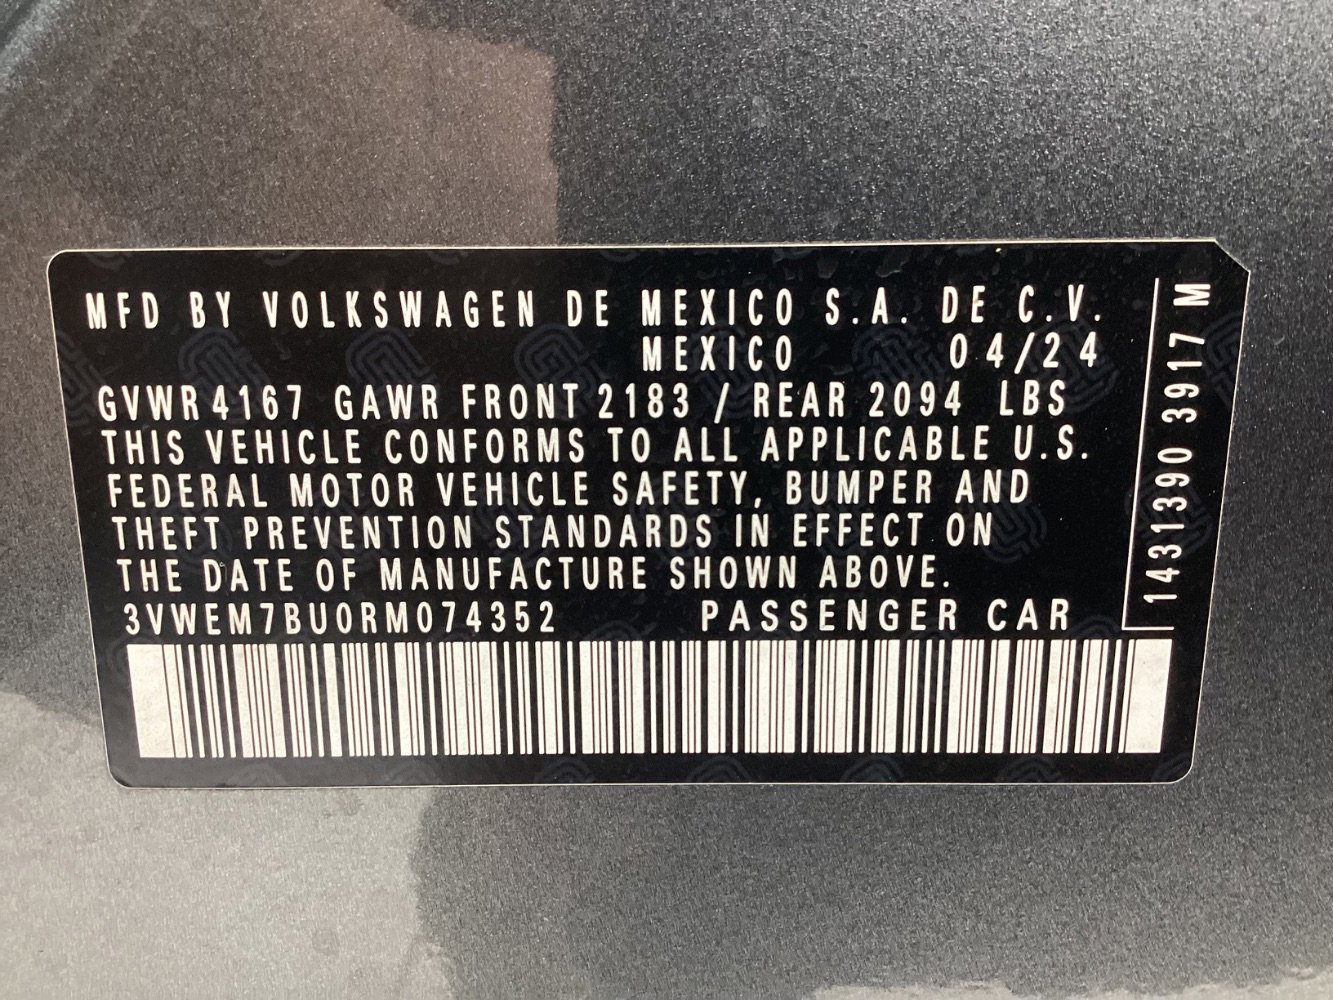 MFD BY VOLKSWAGEN DE MEXICO S.A. DE C.V.
MEXICO 04/24
GVWR 4167 GAWR FRONT 2183 / REAR 2094 LBS
THIS VEHICLE CONFORMS TO ALL APPLICABLE U.S.
FEDERAL MOTOR VEHICLE SAFETY, BUMPER AND
THEFT PREVENTION STANDARDS IN EFFECT ON
THE DATE OF MANUFACTURE SHOWN ABOVE.
3VWEM7BU0RM074352 PASSENGER CAR
1431390 3917 M